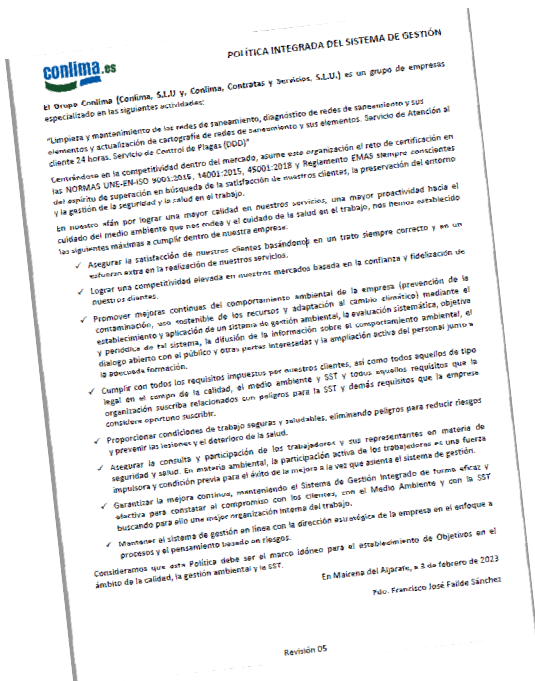 conlima.es
POLÍTICA INTEGRADA DEL SISTEMA DE GESTIÓN
El Grupo Conlima (Conlima, S.L.U y, Conlima, Contratas y Servicios, S.L.U.) es un grupo de empresas
especializado en las siguientes actividades:
"Limpieza y mantenimiento de las redes de saneamiento, diagnóstico de redes de saneamiento y sus
elementos y actualización de cartografía de redes de saneamiento y sus elementos. Servicio de Atención al
cliente 24 horas. Servicio de Control de Plagas (DDD)"
Centrándose en la competitividad dentro del mercado, asume esta organización el reto de certificación en
las NORMAS UNE-EN-ISO 9001:2015, 14001:2015, 45001:2018 y Reglamento EMAS siempre conscientes
del espíritu de superación en búsqueda de la satisfacción de nuestros clientes, la preservación del entorno
y la gestión de la seguridad y la salud en el trabajo.
En nuestro afán por lograr una mayor calidad en nuestros servicios, una mayor proactividad hacia el
cuidado del medio ambiente que nos rodea y el cuidado de la salud en el trabajo, nos hemos establecido
las siguientes máximas a cumplir dentro de nuestra empresa:
✓ Asegurar la satisfacción de nuestros clientes basándonos en un trato siempre correcto y en un
esfuerzo extra en la realización de nuestros servicios.
✓ Lograr una competitividad elevada en nuestros mercados basada en la confianza y fidelización de
nuestros clientes.
✓ Promover mejoras continuas del comportamiento ambiental de la empresa (prevención de la
contaminación, uso sostenible de los recursos y adaptación al cambio climático) mediante el
establecimiento y aplicación de un sistema de gestión ambiental, la evaluación sistemática, objetiva
y periódica de tal sistema, la difusión de la información sobre el comportamiento ambiental, el
dialogo abierto con el público y otras partes interesadas y la ampliación activa del personal junto a
la adecuada formación.
✓ Cumplir con todos los requisitos impuestos por nuestros clientes, así como todos aquellos de tipo
legal en el campo de la calidad, el medio ambiente y SST y todos aquellos requisitos que la
organización suscriba relacionados con peligros para la SST y demás requisitos que la empresa
considere oportuno suscribir.
✓ Proporcionar condiciones de trabajo seguras y saludables, eliminando peligros para reducir riesgos
y prevenir las lesiones y el deterioro de la salud.
✓ Asegurar la consulta y participación de los trabajadores y sus representantes en materia de
seguridad y salud. En materia ambiental, la participación activa de los trabajadores es una fuerza
impulsora y condición previa para el éxito de la mejora a la vez que asienta el sistema de gestión.
✓ Garantizar la mejora continua, manteniendo el Sistema de Gestión Integrado de forma eficaz y
efectiva para constatar el compromiso con los clientes, con el Medio Ambiente y con la SST
buscando para ello una mejor organización interna del trabajo.
✓ Mantener el sistema de gestión en línea con la dirección estratégica de la empresa en el enfoque a
procesos y el pensamiento basado en riesgos.
Consideramos que esta Política debe ser el marco idóneo para el establecimiento de Objetivos en el
ámbito de la calidad, la gestión ambiental y la SST.
En Mairena del Aljarafe, a 3 de febrero de 2023
Fdo. Francisco José Failde Sánchez
Revisión 05